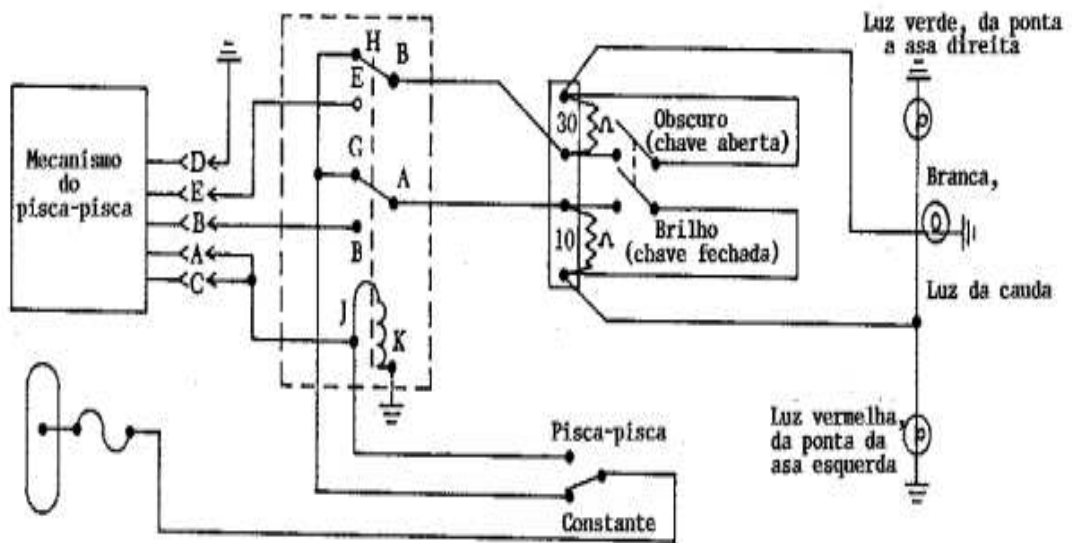 Luz verde, da ponta
a asa direita
H
B
E
30
Obscuro
(chave aberta)
Mecanísmo
do
pisca-pisca
D
E
B
A
C
G
A
B
Branca,
10
Brilho
(chave fechada)
Luz da cauda
J
K
Luz vermelha,
da ponta da
asa esquerda
Pisca-pisca
Constante